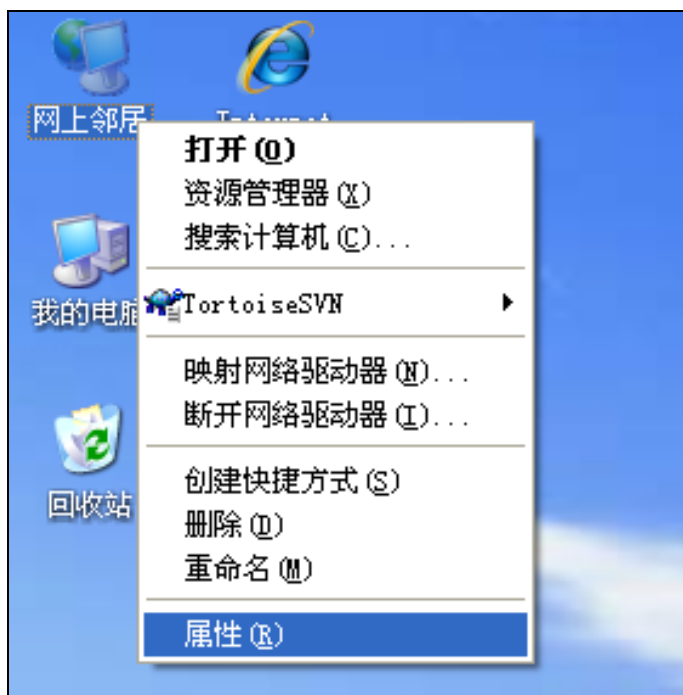 网上邻居
打开(O)
资源管理器(X)
搜索计算机(C)...
TortoiseSVN
我的电脑
映射网络驱动器(N)...
断开网络驱动器(I)...
创建快捷方式(S)
回收站
删除(D)
重命名(M)
属性(R)